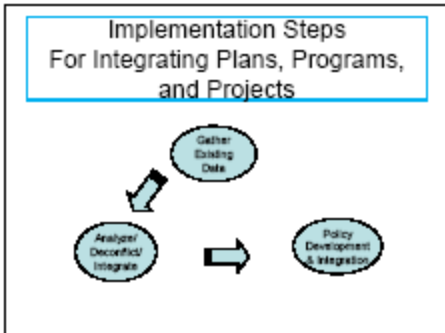 Implementation Steps
For Integrating Plans, Programs,
and Projects
Gather
Existing
Data
Analyze/
Deconflict/
Integrate
Policy
Development
& Integration